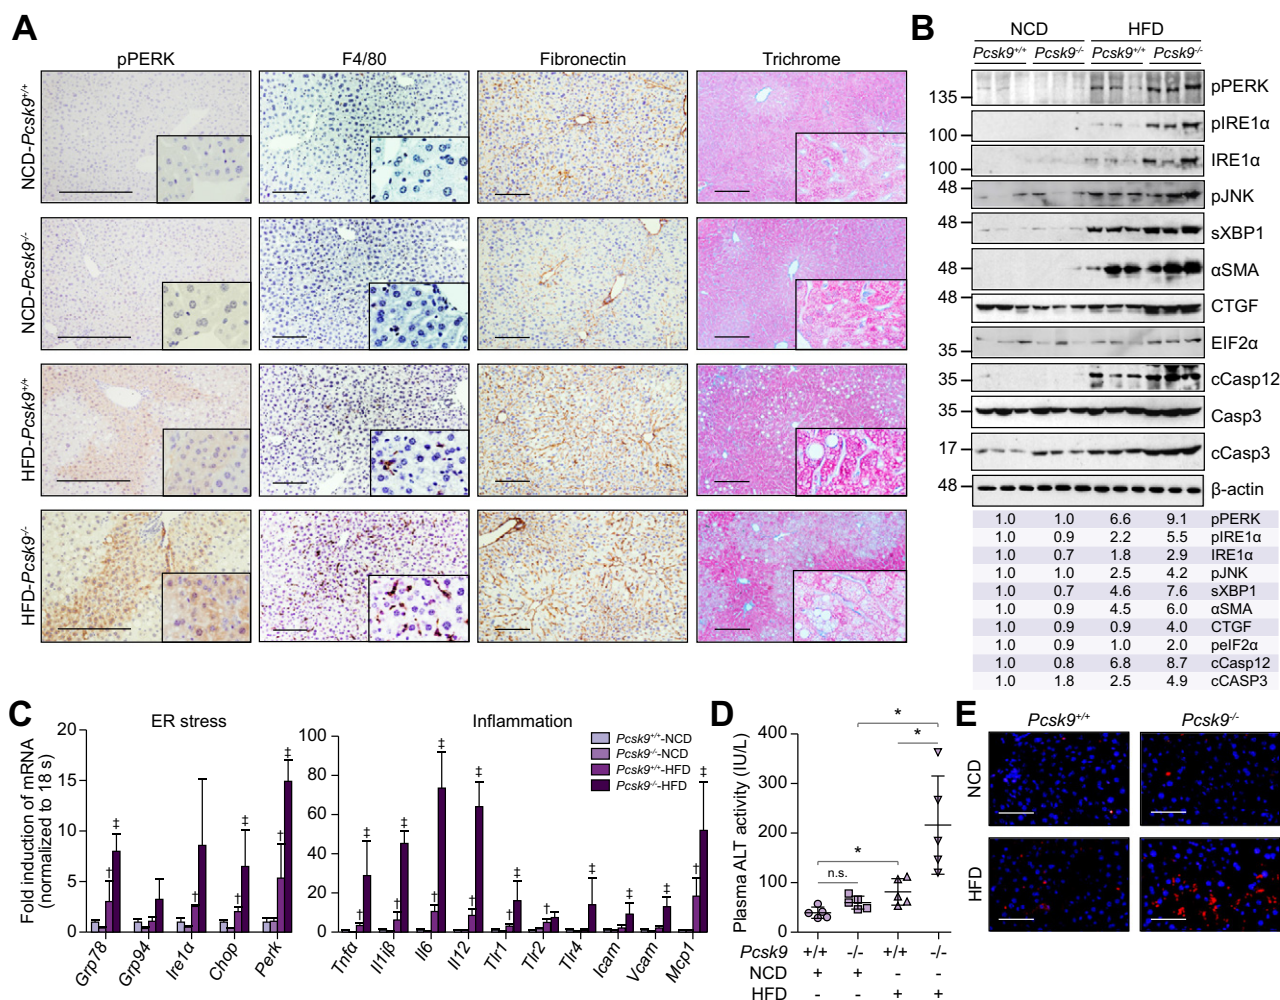 A
pPERK F4/80 Fibronectin Trichrome
NCD-Pcsk9+/+
NCD-Pcsk9-/-
HFD-Pcsk9+/+
HFD-Pcsk9-/-
B
NCD HFD
Pcsk9+/+ Pcsk9-/- Pcsk9+/+ Pcsk9-/-
135 pPERK
100 pIRE1α
100 IRE1α
48 pJNK
48 sXBP1
48 αSMA
48 CTGF
35 EIF2α
35 cCasp12
35 Casp3
17 cCasp3
48 β-actin
1.0 1.0 6.6 9.1 pPERK
1.0 0.9 2.2 5.5 pIRE1α
1.0 0.7 1.8 2.9 IRE1α
1.0 1.0 2.5 4.2 pJNK
1.0 0.7 4.6 7.6 sXBP1
1.0 0.9 4.5 6.0 αSMA
1.0 0.9 0.9 4.0 CTGF
1.0 0.9 1.0 2.0 peIF2α
1.0 0.8 6.8 8.7 cCasp12
1.0 1.8 2.5 4.9 cCASP3
C
ER stress
Fold induction of mRNA
(normalized to 18 s)
20
15
10
5
0
† ‡ † † ‡ † ‡
Grp78 Grp94 Ire1α Chop Perk
Inflammation
100
80
60
40
20
0
Pcsk9+/+-NCD
Pcsk9-/-NCD
Pcsk9+/+-HFD
Pcsk9-/-HFD
† ‡ † ‡ † ‡ † ‡ † ‡ † ‡ ‡ ‡ † ‡
Tnfα Il1iβ Il6 Il12 Tlr1 Tlr2 Tlr4 Icam Vcam Mcp1
D
Plasma ALT activity (IU/L)
400
300
200
100
0
*
*
*
n.s.
Pcsk9 +/+ -/- +/+ -/-
NCD + + - -
HFD - - + +
E
Pcsk9+/+ Pcsk9-/-
NCD
HFD